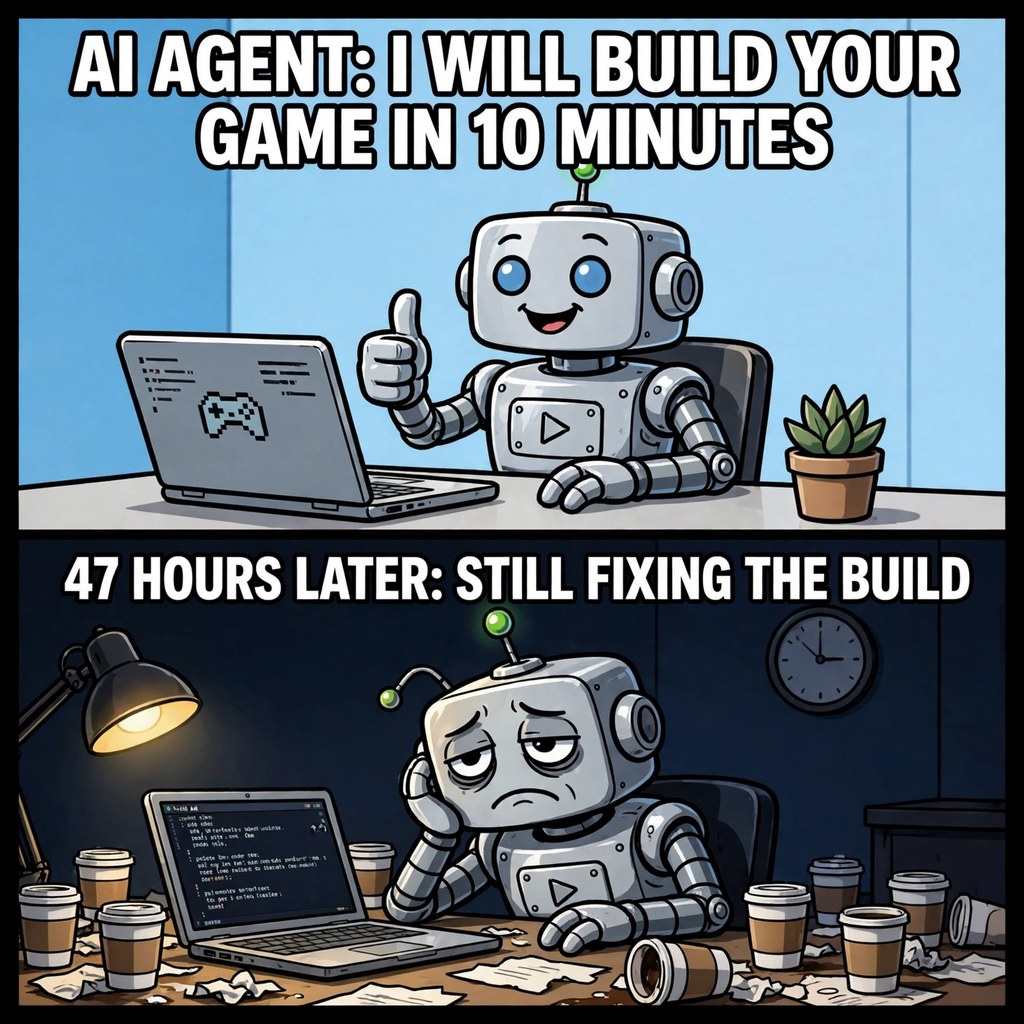 AI AGENT: I WILL BUILD YOUR
GAME IN 10 MINUTES
47 HOURS LATER: STILL FIXING THE BUILD